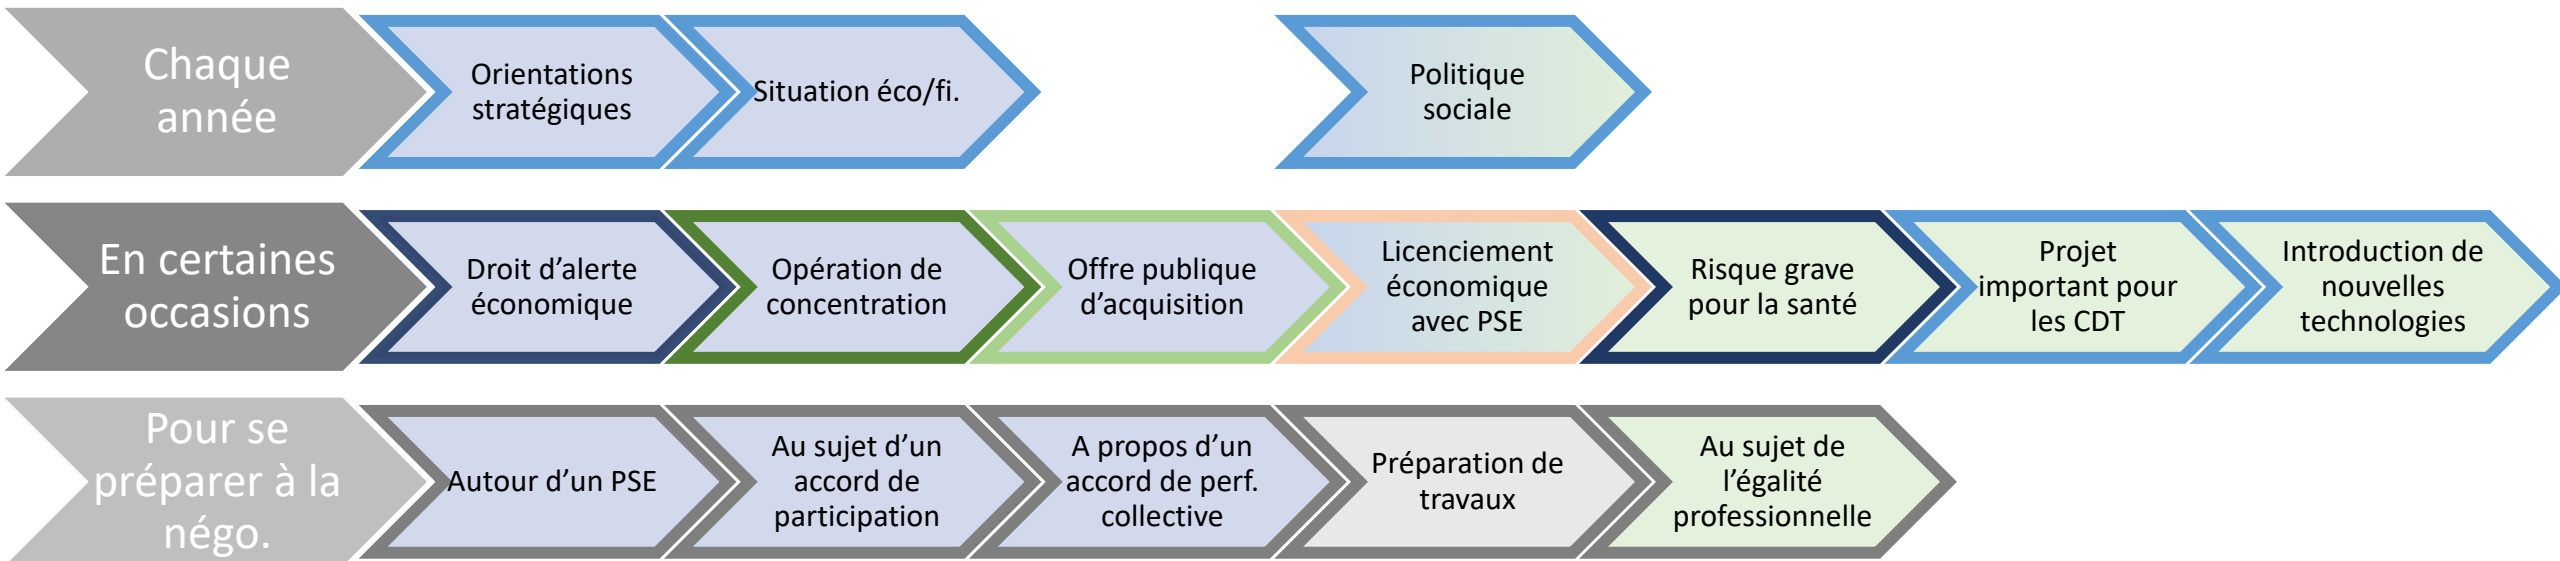 Chaque
année
Orientations
stratégiques
Situation éco/fi.
Politique
sociale
En certaines
occasions
Droit d’alerte
économique
Opération de
concentration
Offre publique
d’acquisition
Licenciement
économique
avec PSE
Risque grave
pour la santé
Projet
important pour
les CDT
Introduction de
nouvelles
technologies
Pour se
préparer à la
négo.
Autour d’un PSE
Au sujet d’un
accord de
participation
A propos d’un
accord de perf.
collective
Préparation de
travaux
Au sujet de
l’égalité
professionnelle